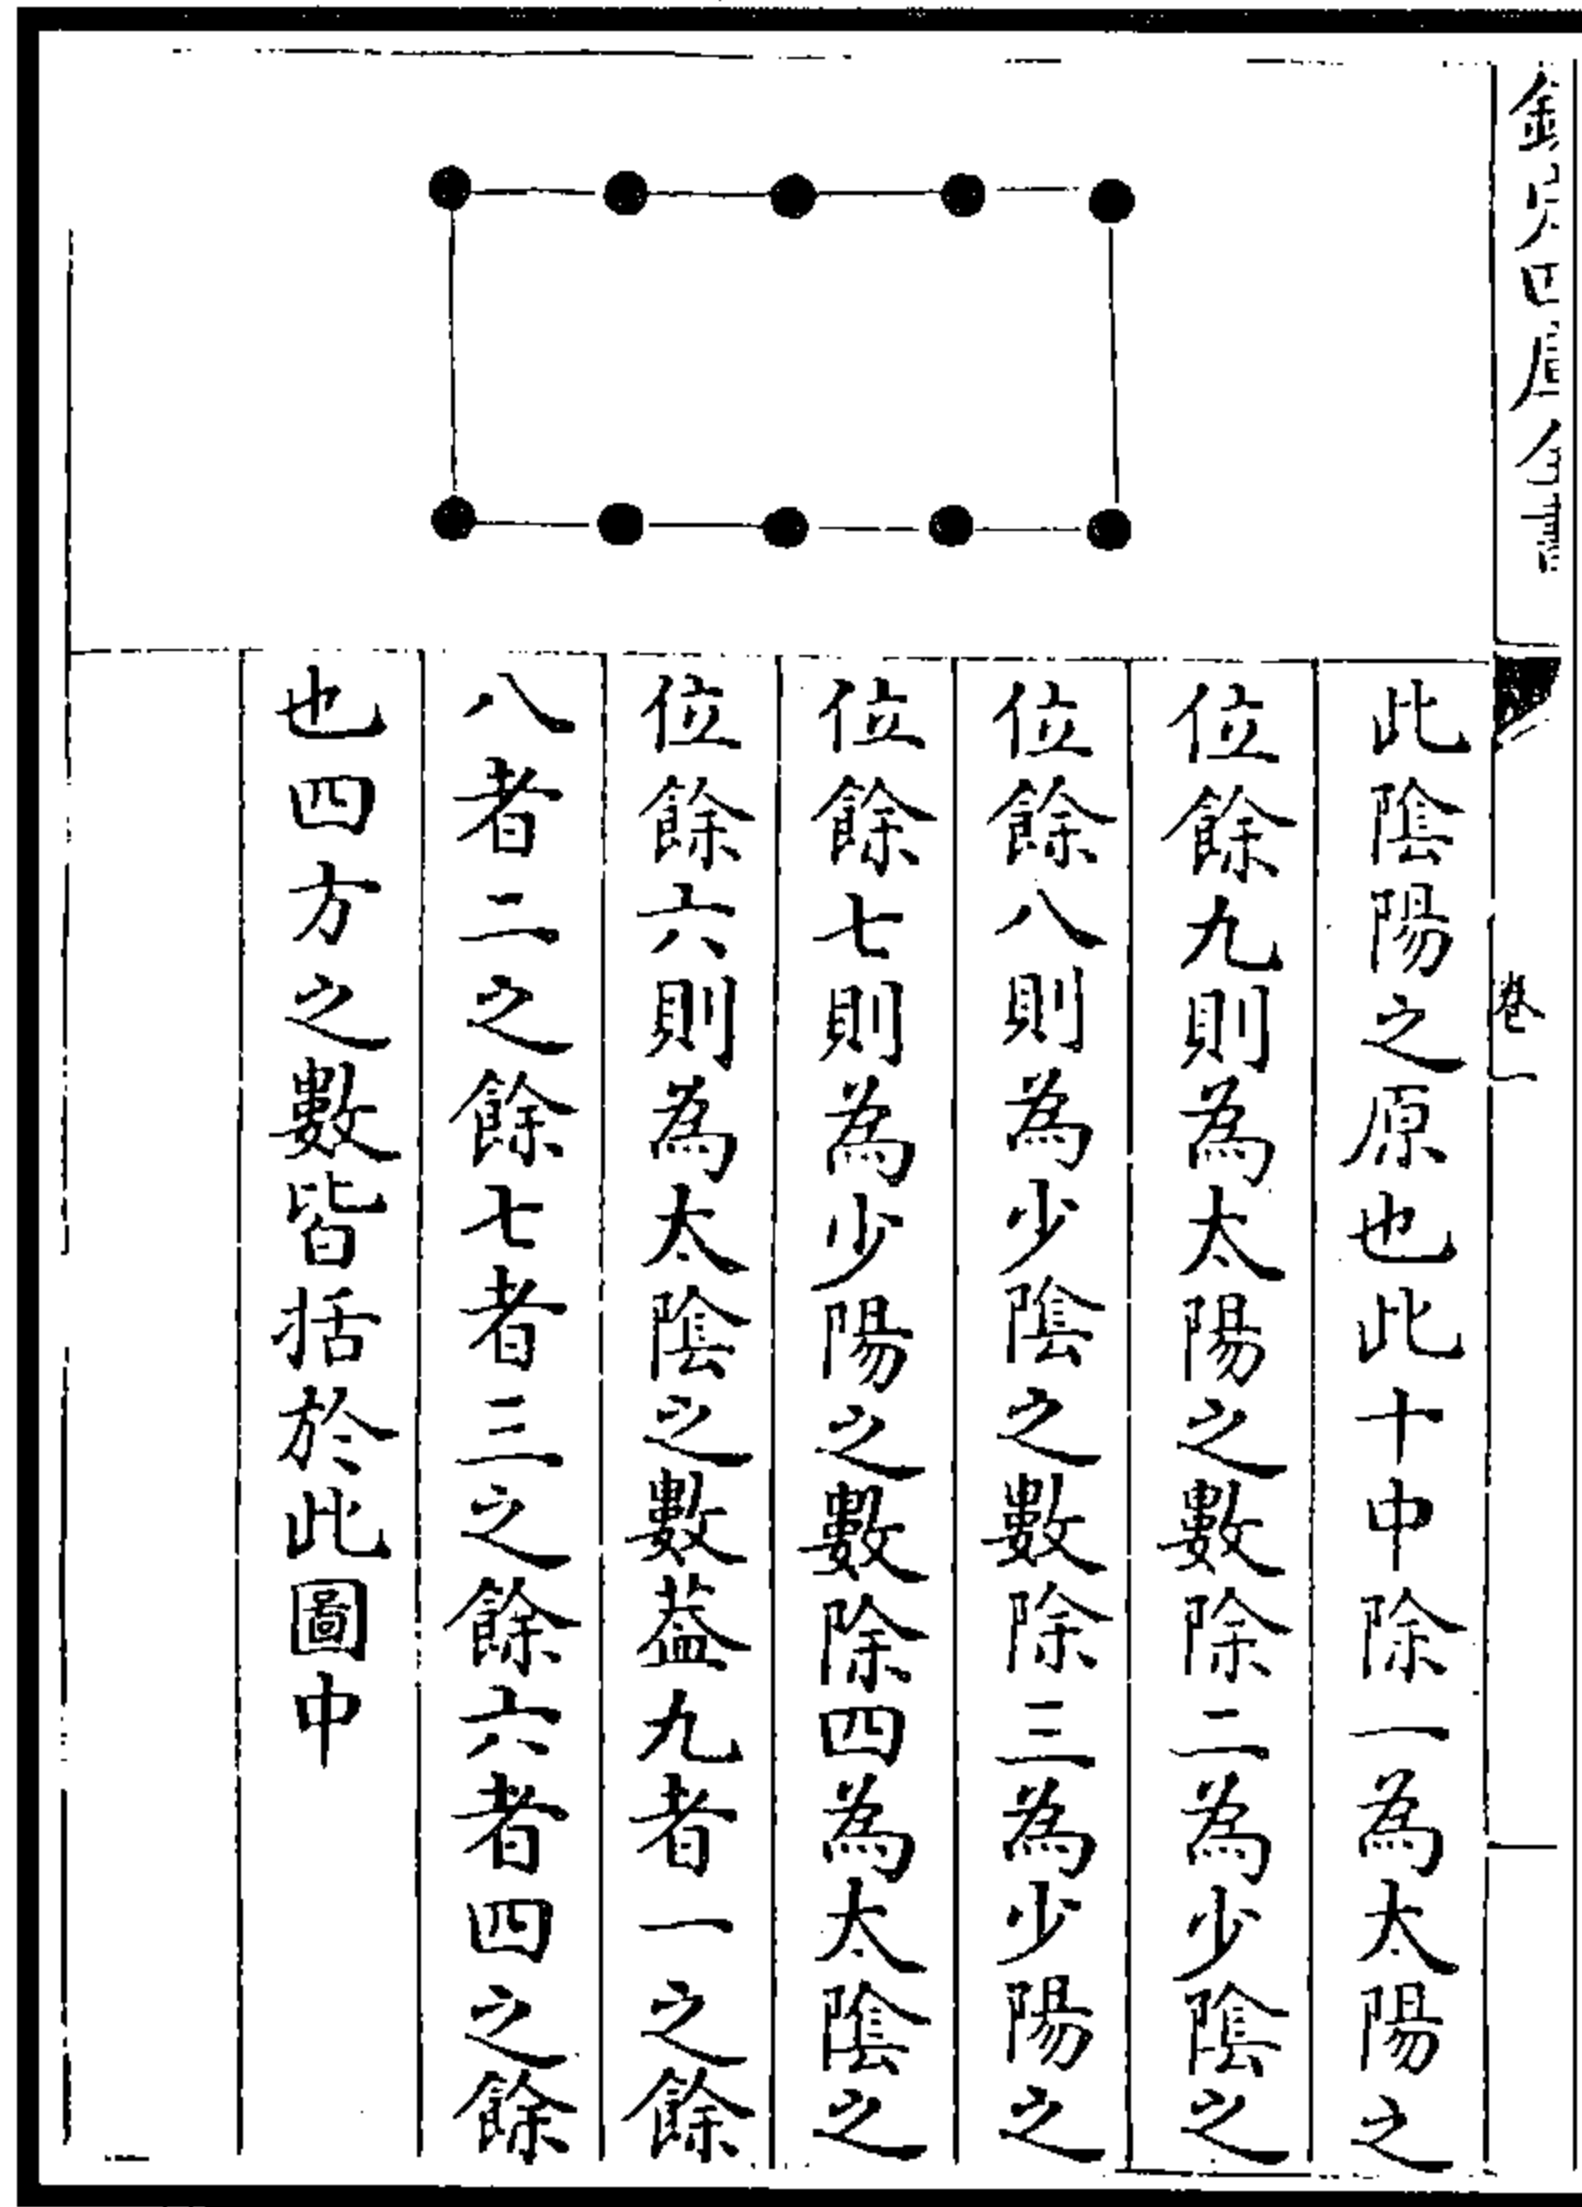 欽定四庫全書
卷一
此陰陽之原也此十中除一為太陽之
位餘九則為太陽之數除二為少陰之
位餘八則為少陰之數除三為少陽之
位餘七則為少陽之數除四為太陰之
位餘六則為太陰之數葢九者一之餘
八者二之餘七者三之餘六者四之餘
也四方之數皆括於此圖中